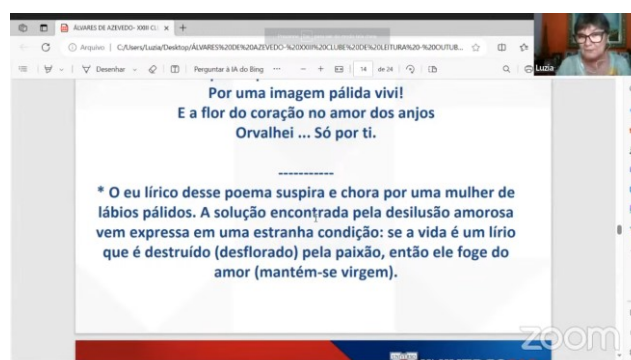 ÁLVARES DE AZEVEDO- XXIII CL
Arquivo | C:/Users/Luzia/Desktop/ÁLVARES%20DE%20AZEVEDO-%20XXIII%20CLUBE%20DE%20LEITURA%20-%20OUTUB...
Desenhar
Perguntar à IA do Bing
14 de 24
Luzia
Por uma imagem pálida vivi!
E a flor do coração no amor dos anjos
Orvalhei ... Só por ti.
-----------
* O eu lírico desse poema suspira e chora por uma mulher de
lábios pálidos. A solução encontrada pela desilusão amorosa
vem expressa em uma estranha condição: se a vida é um lírio
que é destruído (desflorado) pela paixão, então ele foge do
amor (mantém-se virgem).
zoom